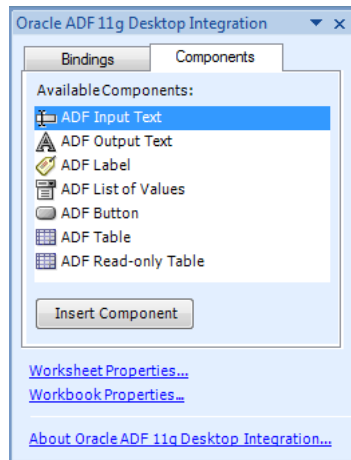 Oracle ADF 11g Desktop Integration
Bindings Components
Available Components:
ADF Input Text
ADF Output Text
ADF Label
ADF List of Values
ADF Button
ADF Table
ADF Read-only Table
Insert Component
Worksheet Properties...
Workbook Properties...
About Oracle ADF 11g Desktop Integration...